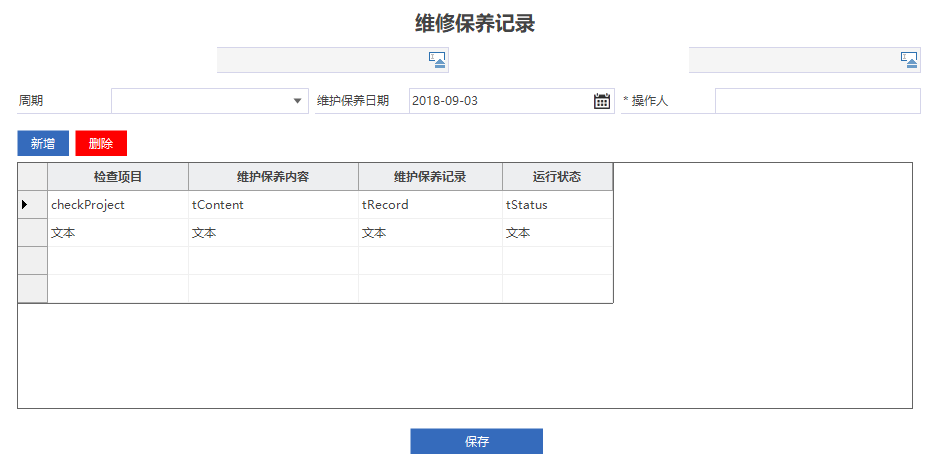 维修保养记录
周期 维护保养日期 2018-09-03 * 操作人
新增 删除
检查项目 维护保养内容 维护保养记录 运行状态
checkProject tContent tRecord tStatus
文本 文本 文本 文本
保存